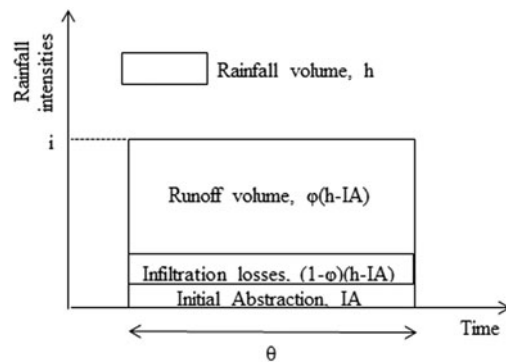 Rainfall
intensities
Rainfall volume, h
i
Runoff volume, φ(h-IA)
Infiltration losses, (1-φ)(h-IA)
Initial Abstraction, IA
Time
θ